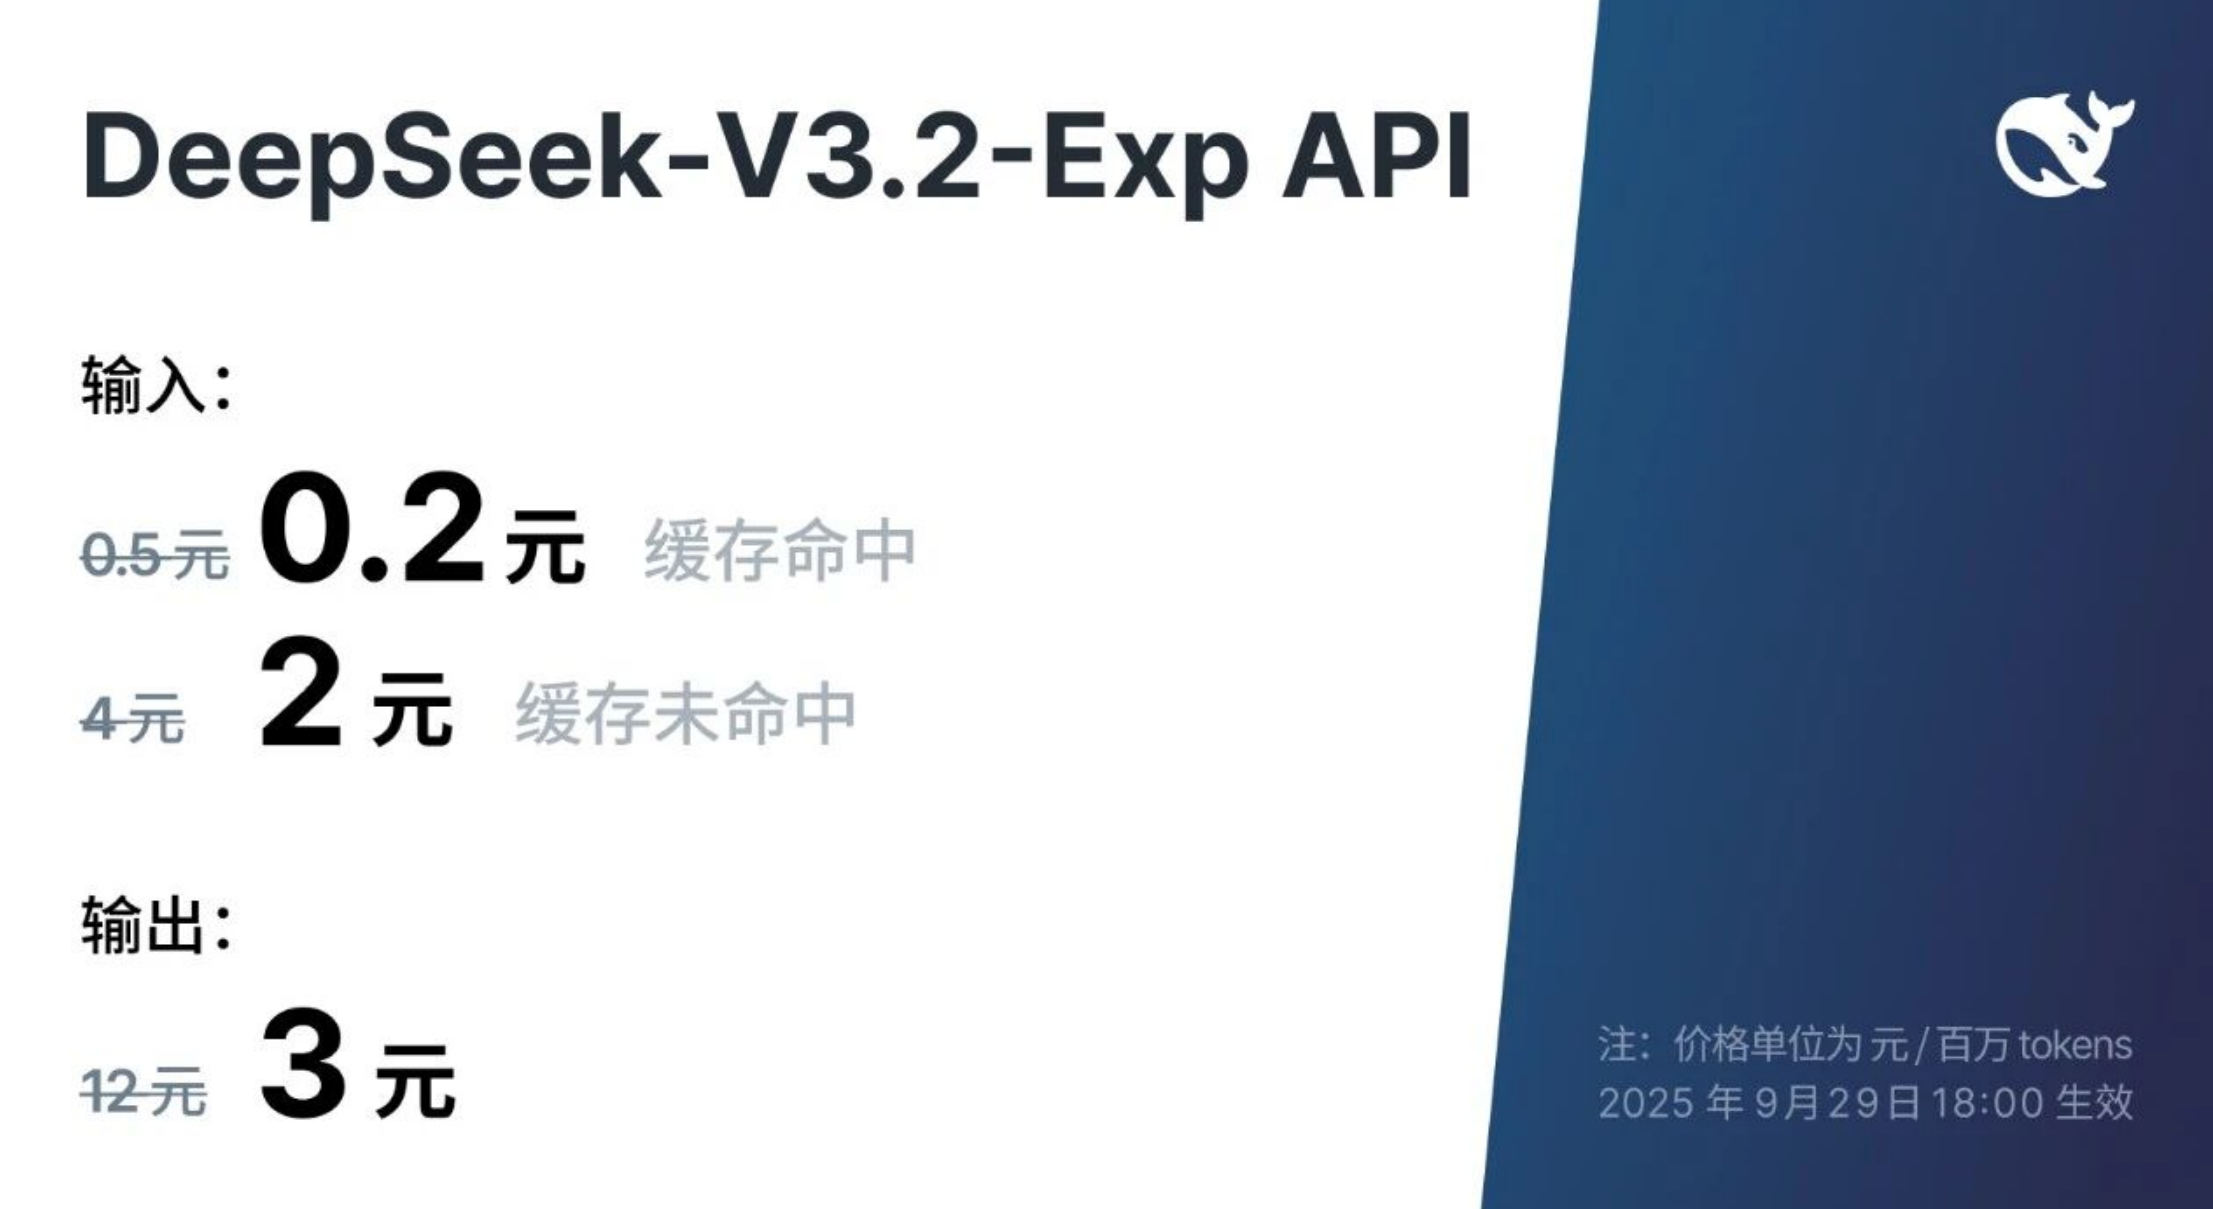 DeepSeek-V3.2-Exp API
输入：
0.5元 0.2元 缓存命中
4元 2元 缓存未命中
输出：
12元 3元
注：价格单位为 元/百万 tokens
2025 年 9月29日18:00 生效